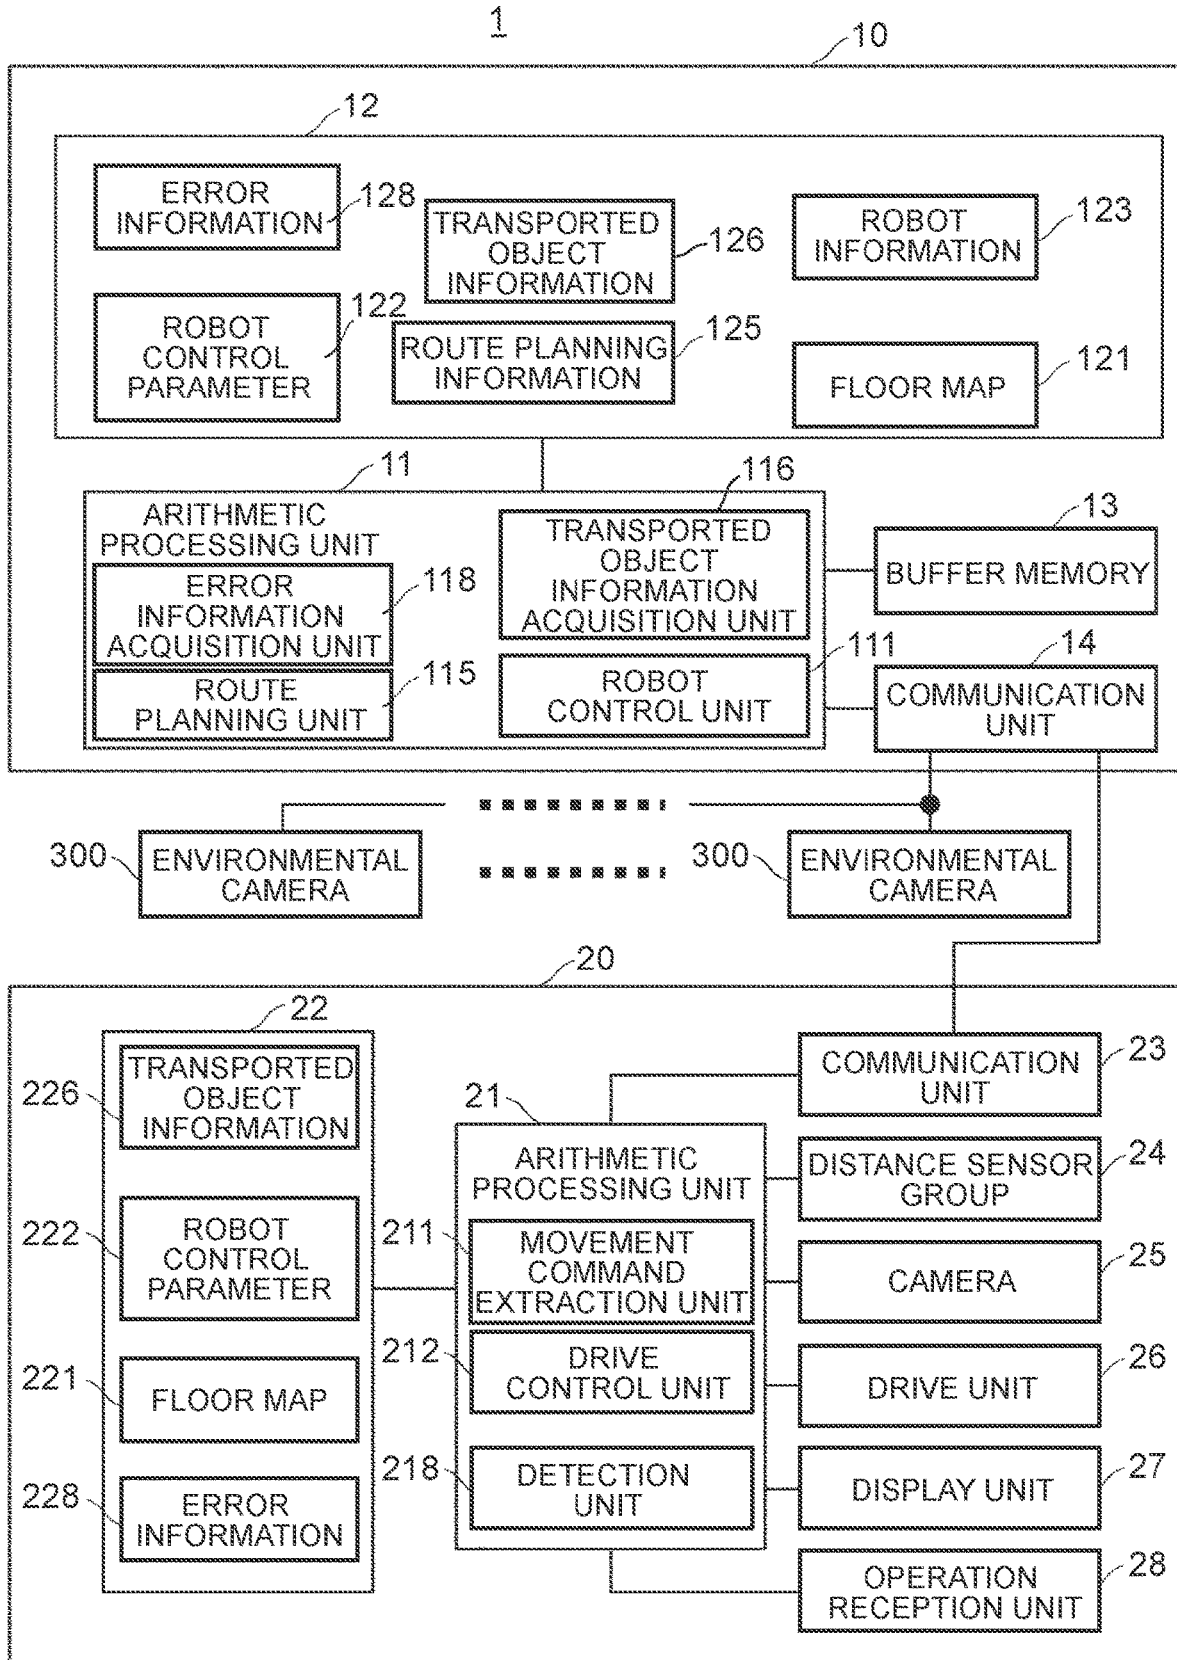 1
10
12
ERROR
INFORMATION
128
TRANSPORTED
OBJECT
INFORMATION
126
ROBOT
INFORMATION
123
ROBOT
CONTROL
PARAMETER
122
ROUTE PLANNING
INFORMATION
125
FLOOR MAP
121
11
ARITHMETIC
PROCESSING UNIT
ERROR
INFORMATION
ACQUISITION UNIT
118
ROUTE
PLANNING UNIT
115
116
TRANSPORTED
OBJECT
INFORMATION
ACQUISITION UNIT
ROBOT
CONTROL UNIT
111
13
BUFFER MEMORY
14
COMMUNICATION
UNIT
300
ENVIRONMENTAL
CAMERA
300
ENVIRONMENTAL
CAMERA
20
22
TRANSPORTED
OBJECT
INFORMATION
226
ROBOT
CONTROL
PARAMETER
222
FLOOR MAP
221
ERROR
INFORMATION
228
21
ARITHMETIC
PROCESSING UNIT
211
MOVEMENT
COMMAND
EXTRACTION UNIT
212
DRIVE
CONTROL UNIT
218
DETECTION
UNIT
COMMUNICATION
UNIT
23
DISTANCE SENSOR
GROUP
24
CAMERA
25
DRIVE UNIT
26
DISPLAY UNIT
27
OPERATION
RECEPTION UNIT
28